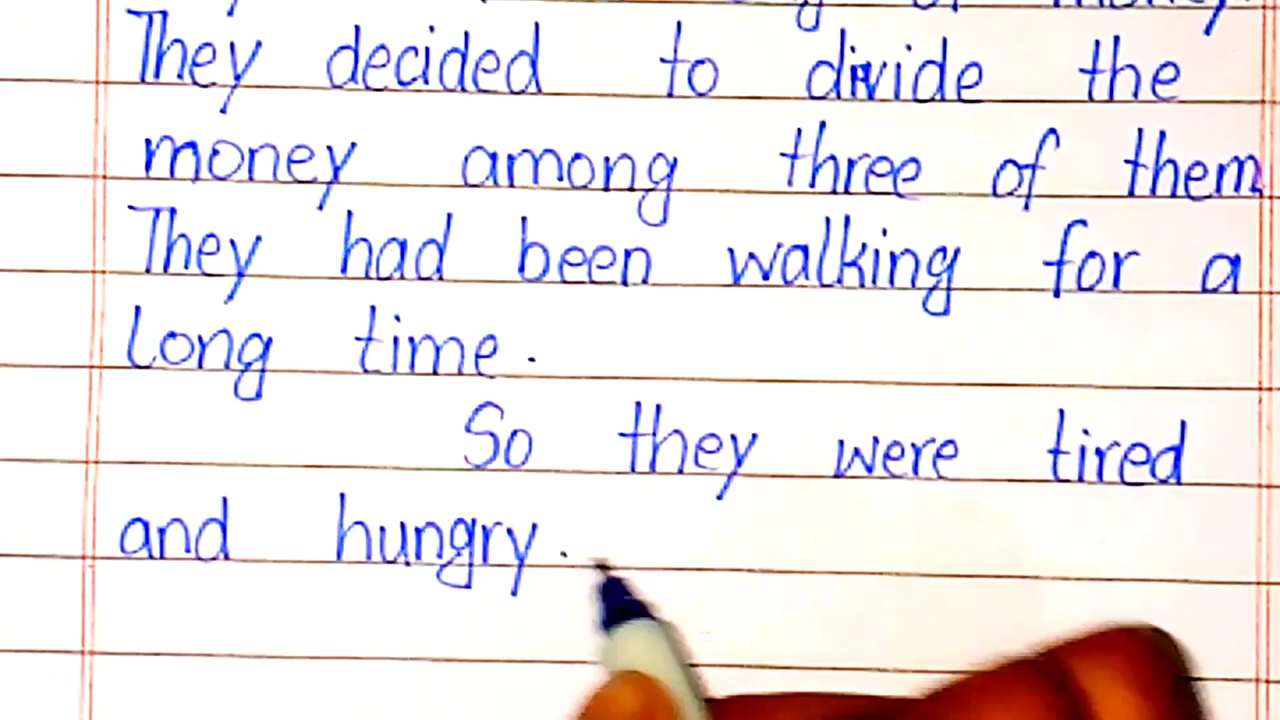 They decided to divide the
money among three of them
They had been walking for a
long time.
So they were tired
and hungry.